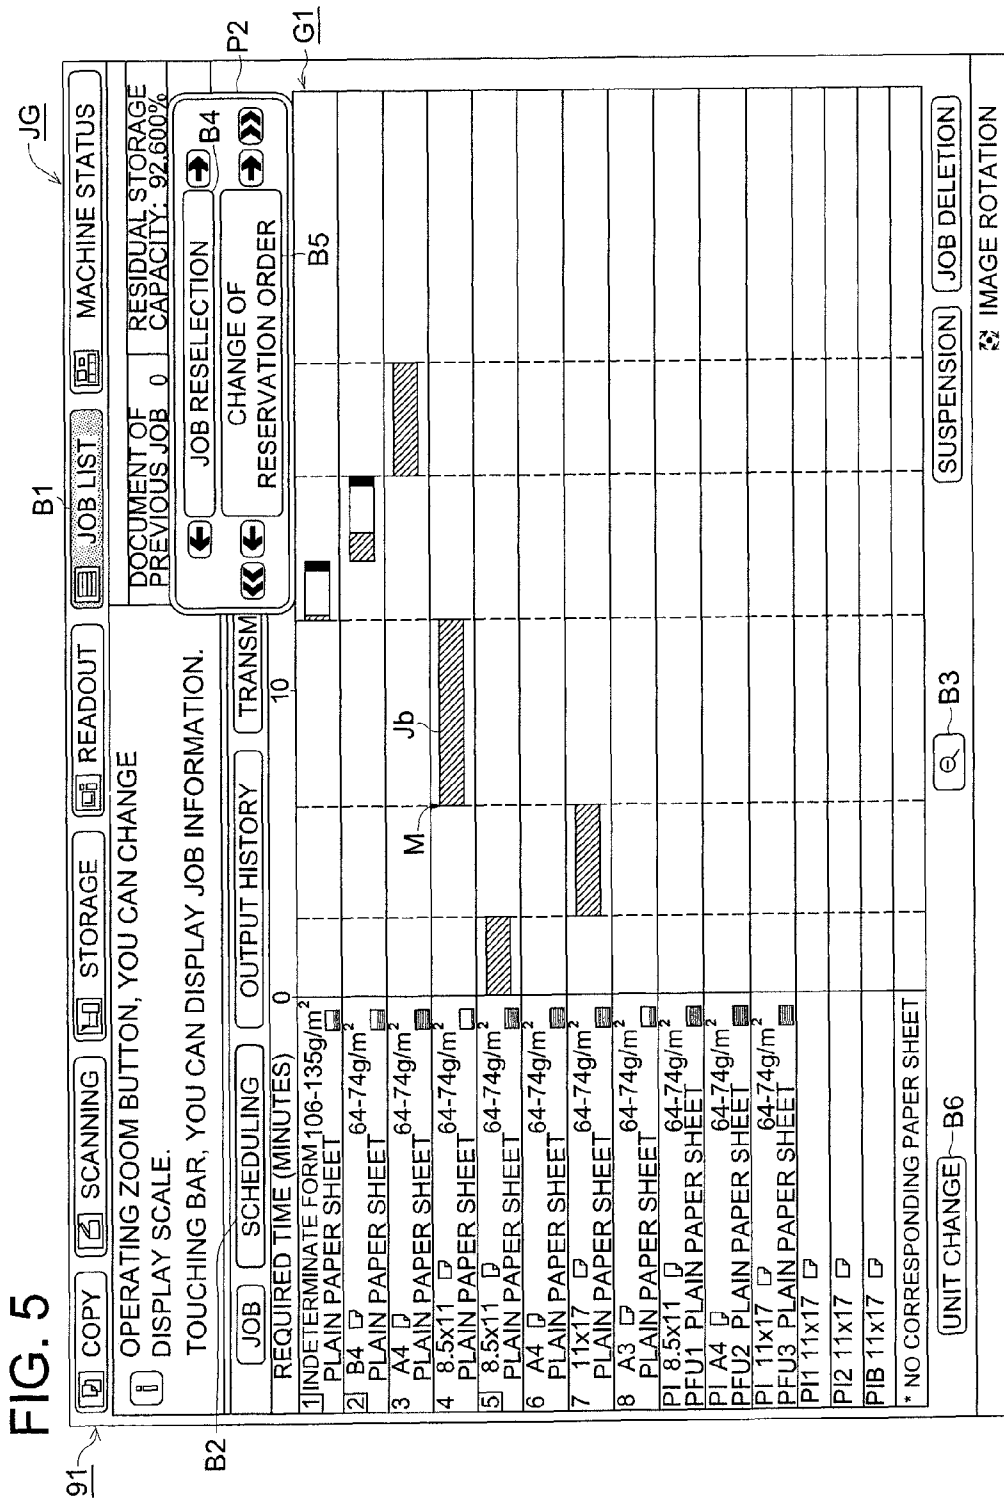 FIG. 5
91
JG
B1
COPY
SCANNING
STORAGE
READOUT
JOB LIST
MACHINE STATUS
OPERATING ZOOM BUTTON, YOU CAN CHANGE
DISPLAY SCALE.
TOUCHING BAR, YOU CAN DISPLAY JOB INFORMATION.
DOCUMENT OF
PREVIOUS JOB 0
RESIDUAL STORAGE
CAPACITY: 92.600%
P2
JOB RESELECTION
B4
CHANGE OF
RESERVATION ORDER
B5
B2
JOB
SCHEDULING
OUTPUT HISTORY
TRANSM
G1
REQUIRED TIME (MINUTES)
0
10
1 INDETERMINATE FORM 106-135g/m²
PLAIN PAPER SHEET
2 B4 64-74g/m²
PLAIN PAPER SHEET
3 A4 64-74g/m²
PLAIN PAPER SHEET
4 8.5x11 64-74g/m²
PLAIN PAPER SHEET
5 8.5x11 64-74g/m²
PLAIN PAPER SHEET
6 A4 64-74g/m²
PLAIN PAPER SHEET
7 11x17 64-74g/m²
PLAIN PAPER SHEET
8 A3 64-74g/m²
PLAIN PAPER SHEET
PI 8.5x11 64-74g/m²
PFU1 PLAIN PAPER SHEET
PI A4 64-74g/m²
PFU2 PLAIN PAPER SHEET
PI 11x17 64-74g/m²
PFU3 PLAIN PAPER SHEET
PI1 11x17
PI2 11x17
PIB 11x17
* NO CORRESPONDING PAPER SHEET
M
Jb
UNIT CHANGE
B6
B3
SUSPENSION
JOB DELETION
IMAGE ROTATION